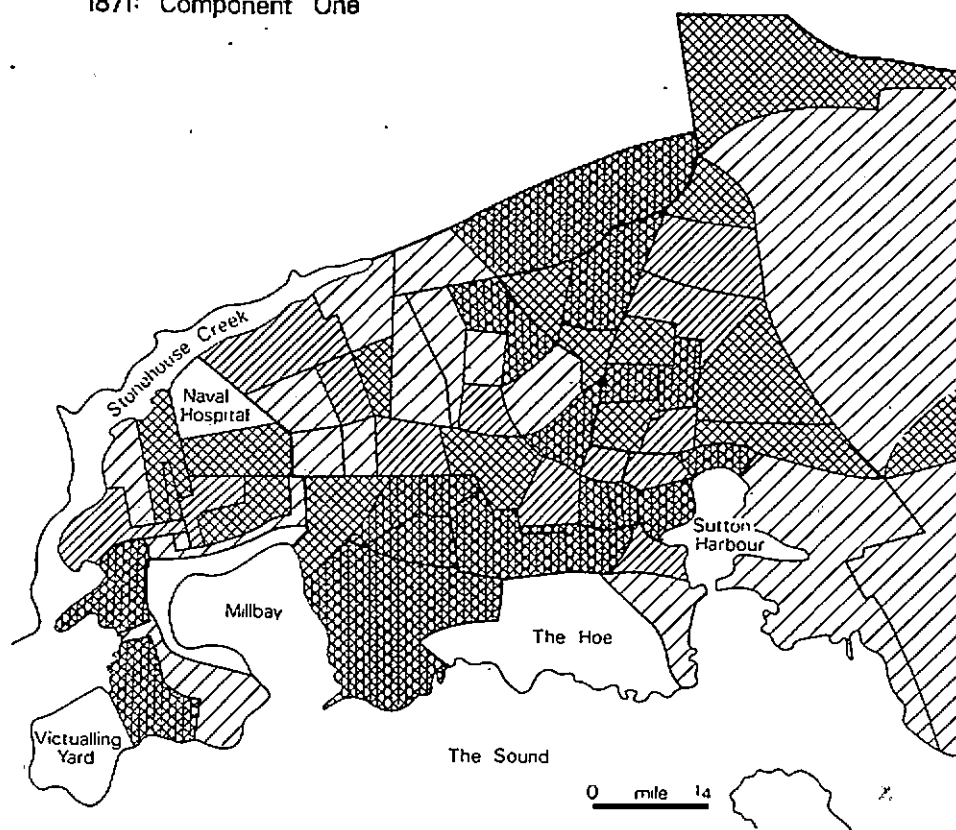 1871: Component One
Stonehouse Creek
Naval
Hospital
Sutton
Harbour
Millbay
The Hoe
Victualling
Yard
The Sound
0 mile ¼